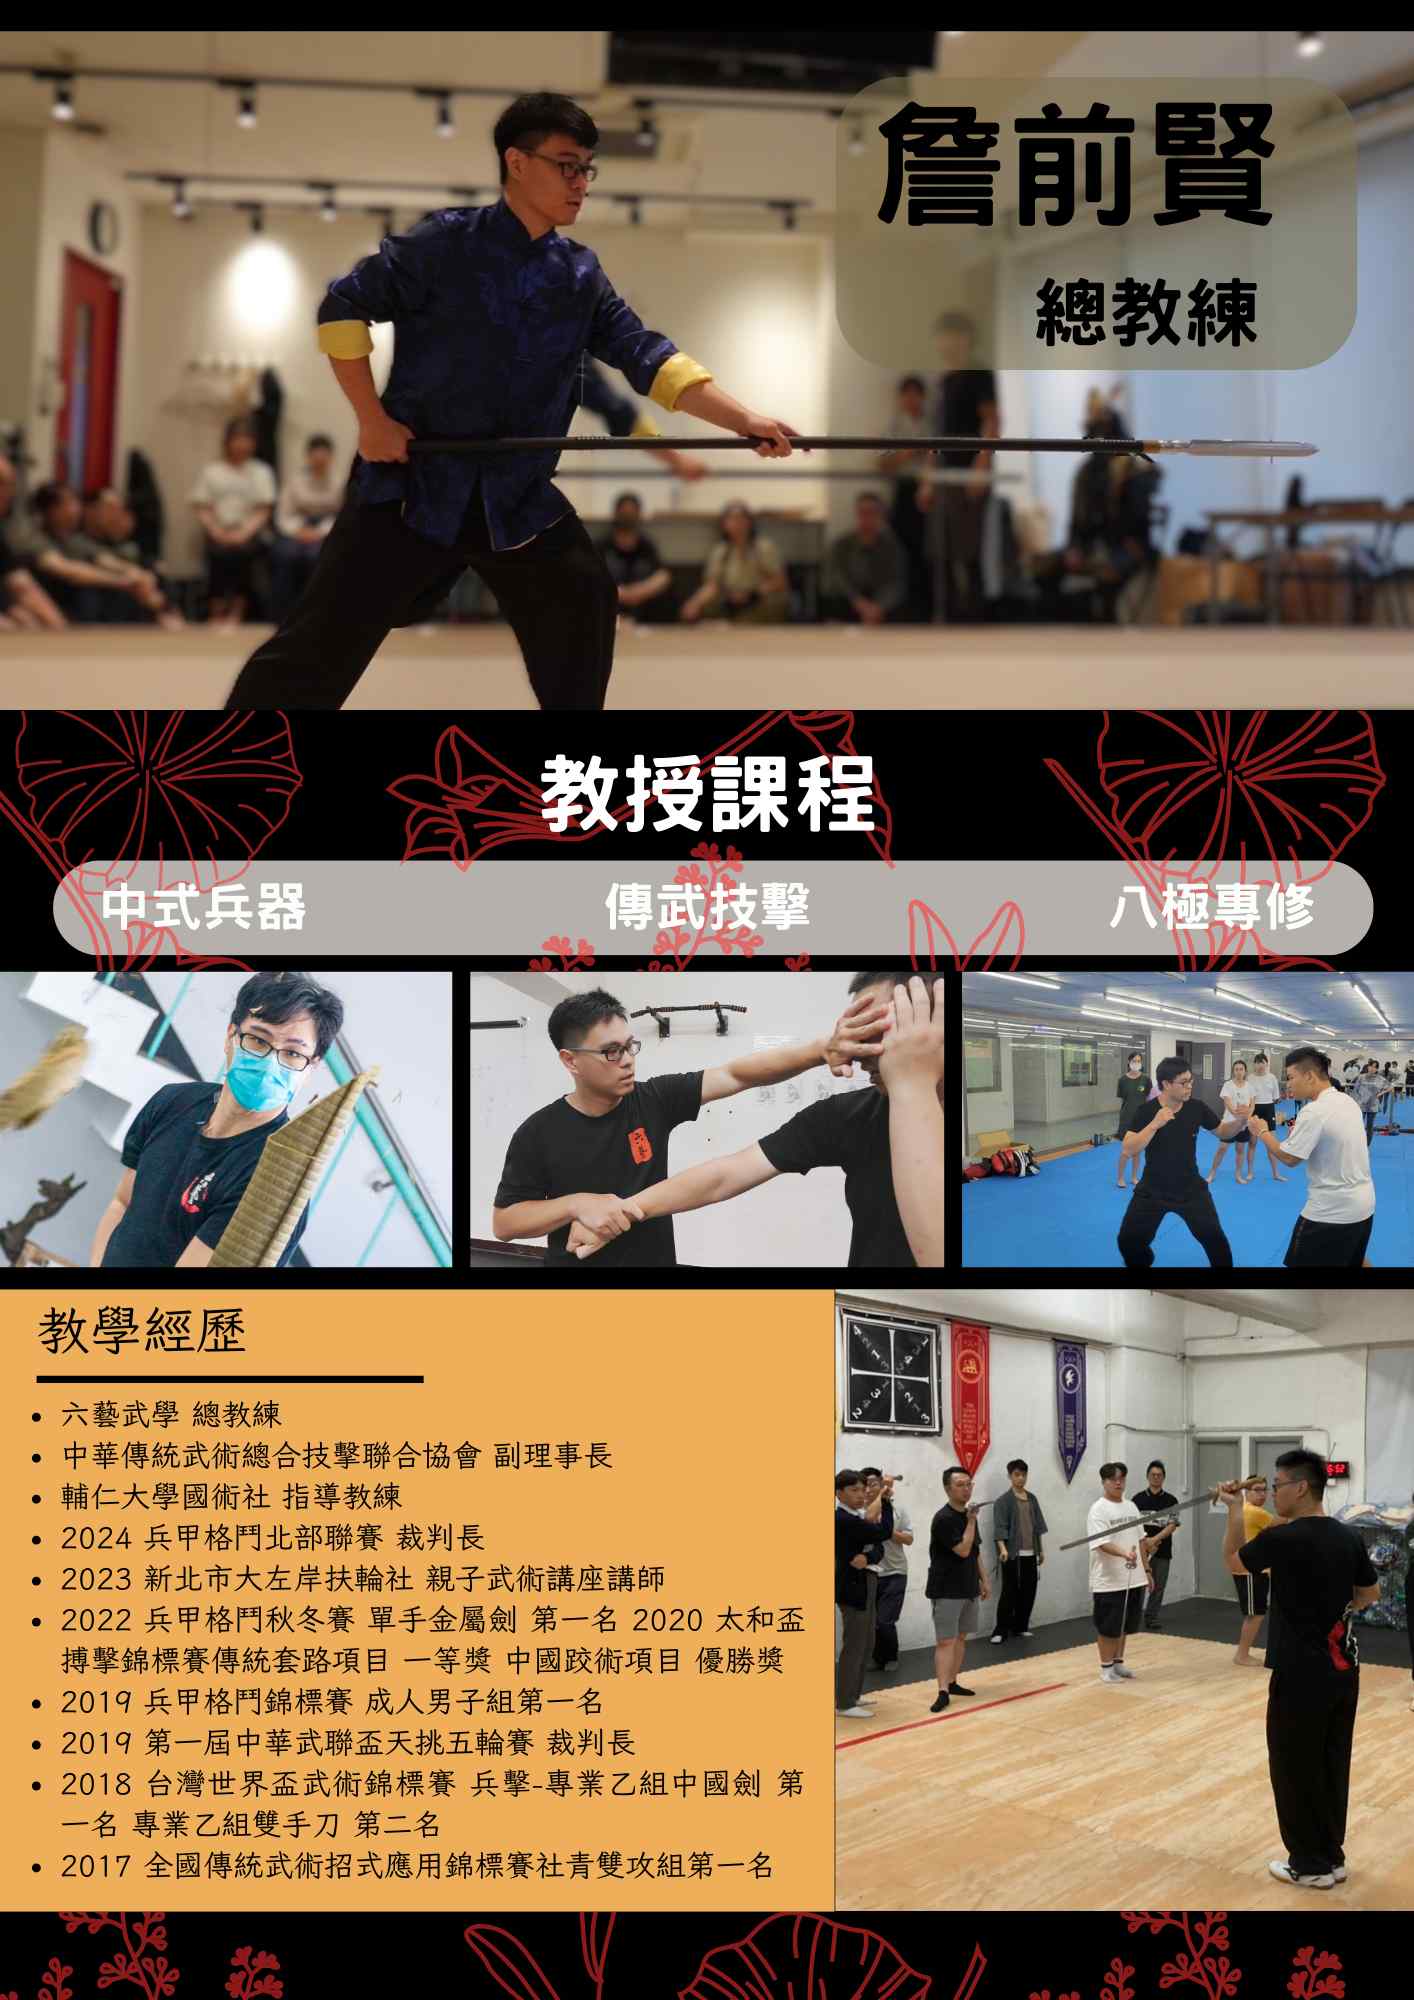 詹前賢
總教練
教授課程
中式兵器 傳武技擊 八極專修
六藝
教學經歷
• 六藝武學 總教練
• 中華傳統武術總合技擊聯合協會 副理事長
• 輔仁大學國術社 指導教練
• 2024 兵甲格鬥北部聯賽 裁判長
• 2023 新北市大左岸扶輪社 親子武術講座講師
• 2022 兵甲格鬥秋冬賽 單手金屬劍 第一名 2020 太和盃
搏擊錦標賽傳統套路項目 一等獎 中國跤術項目 優勝獎
• 2019 兵甲格鬥錦標賽 成人男子組第一名
• 2019 第一屆中華武聯盃天挑五輪賽 裁判長
• 2018 台灣世界盃武術錦標賽 兵擊-專業乙組中國劍 第
一名 專業乙組雙手刀 第二名
• 2017 全國傳統武術招式應用錦標賽社青雙攻組第一名